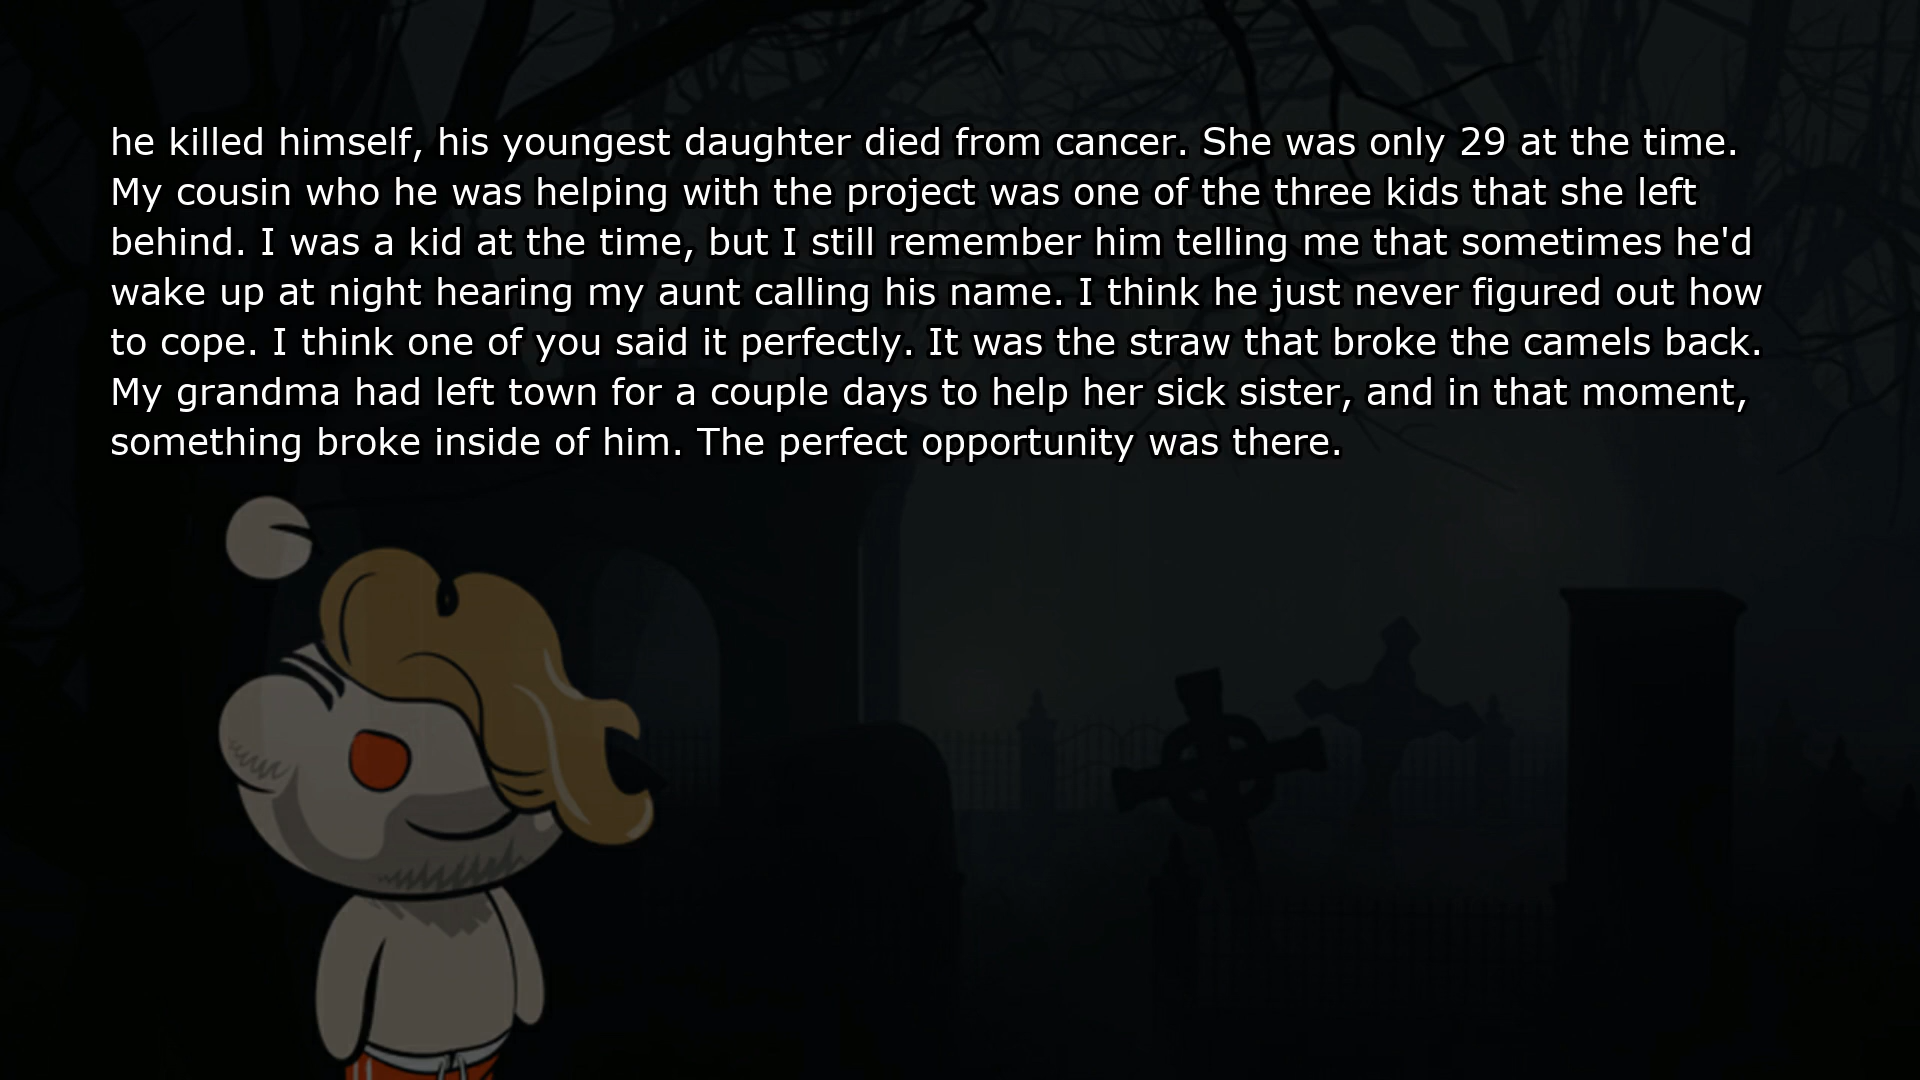 he killed himself, his youngest daughter died from cancer. She was only 29 at the time.
My cousin who he was helping with the project was one of the three kids that she left
behind. I was a kid at the time, but I still remember him telling me that sometimes he'd
wake up at night hearing my aunt calling his name. I think he just never figured out how
to cope. I think one of you said it perfectly. It was the straw that broke the camels back.
My grandma had left town for a couple days to help her sick sister, and in that moment,
something broke inside of him. The perfect opportunity was there.